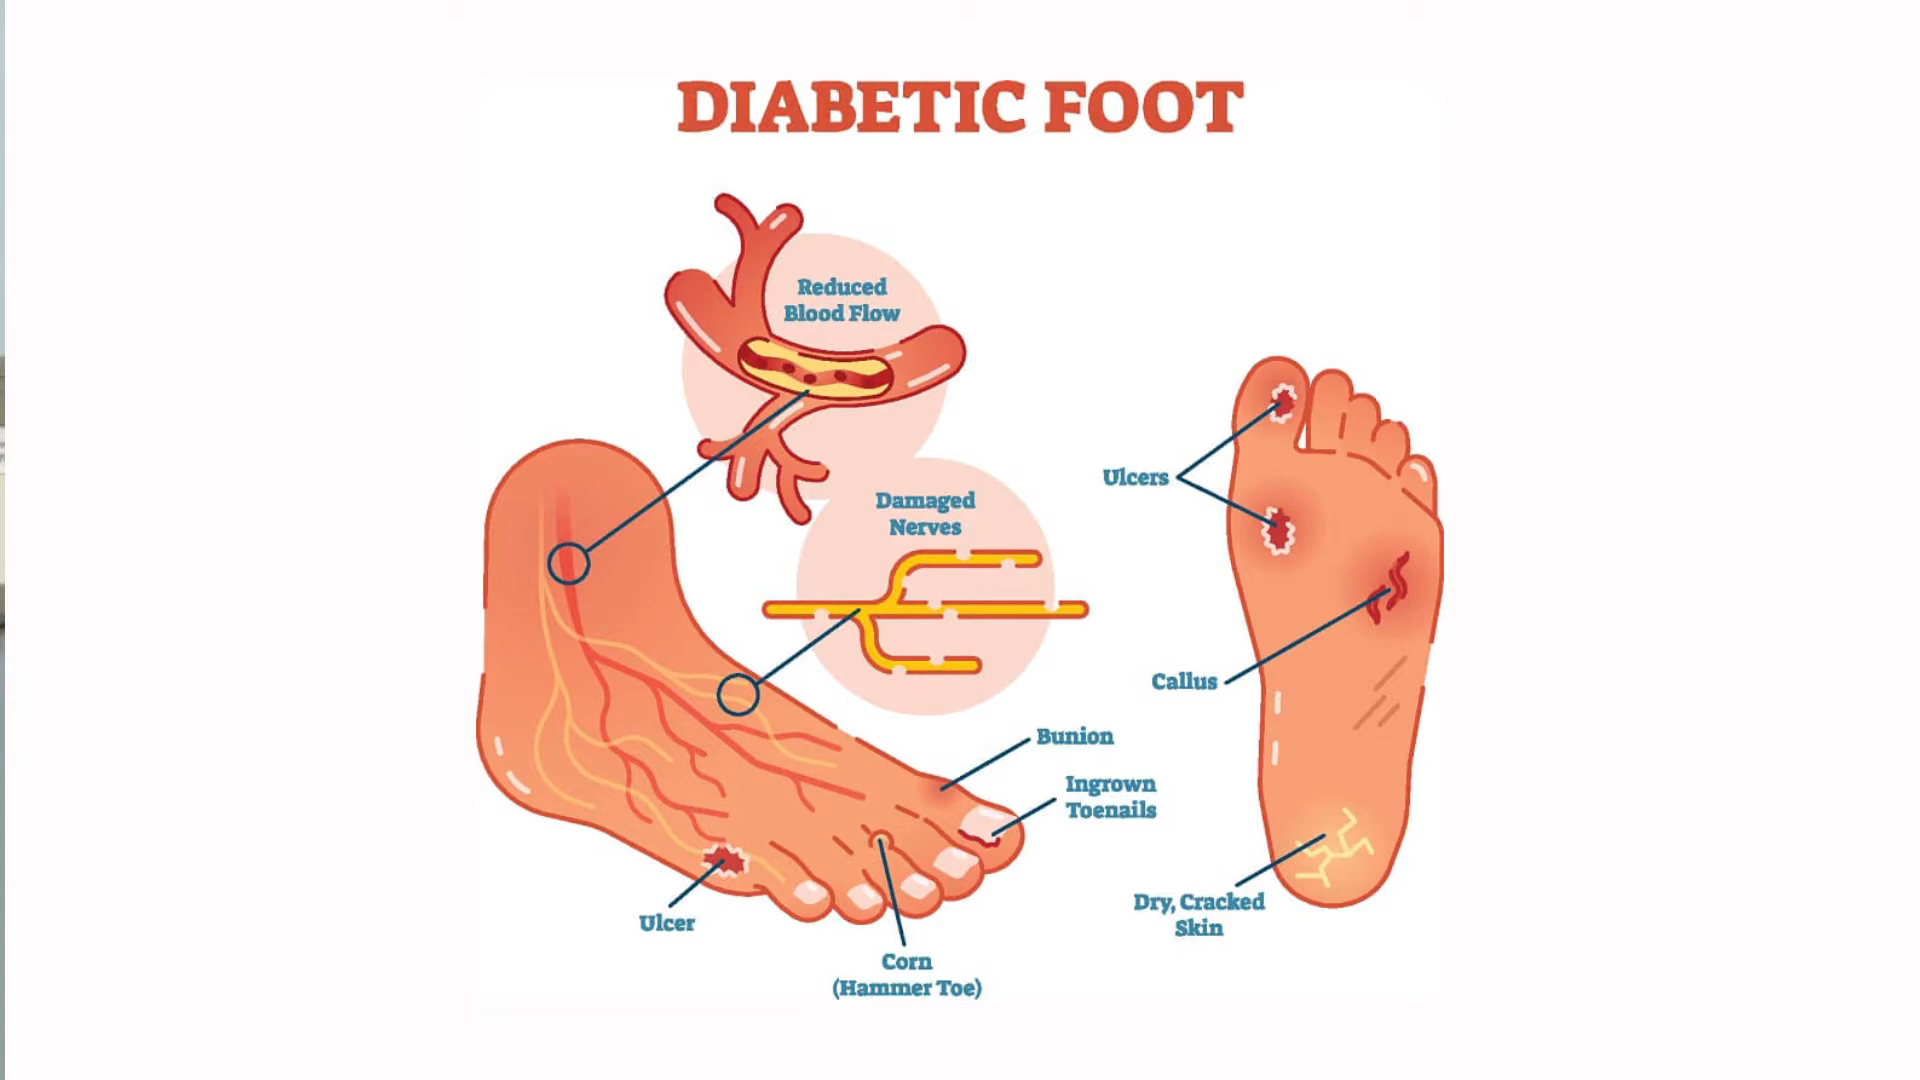 DIABETIC FOOT
Reduced
Blood Flow
Damaged
Nerves
Ulcers
Callus
Bunion
Ingrown
Toenails
Ulcer
Corn
(Hammer Toe)
Dry, Cracked
Skin